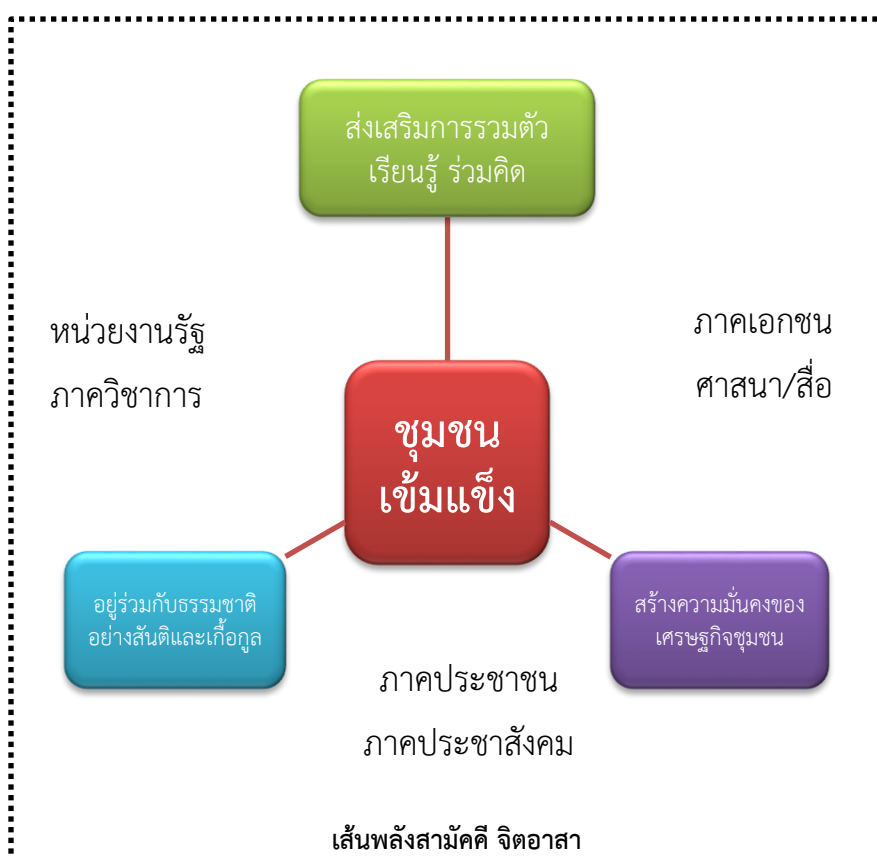 ส่งเสริมการรวมตัว
เรียนรู้ ร่วมคิด
หน่วยงานรัฐ
ภาควิชาการ
ภาคเอกชน
ศาสนา/สื่อ
ชุมชน
เข้มแข็ง
อยู่ร่วมกับธรรมชาติ
อย่างสันติและเกื้อกูล
สร้างความมั่นคงของ
เศรษฐกิจชุมชน
ภาคประชาชน
ภาคประชาสังคม
เส้นพลังสามัคคี จิตอาสา